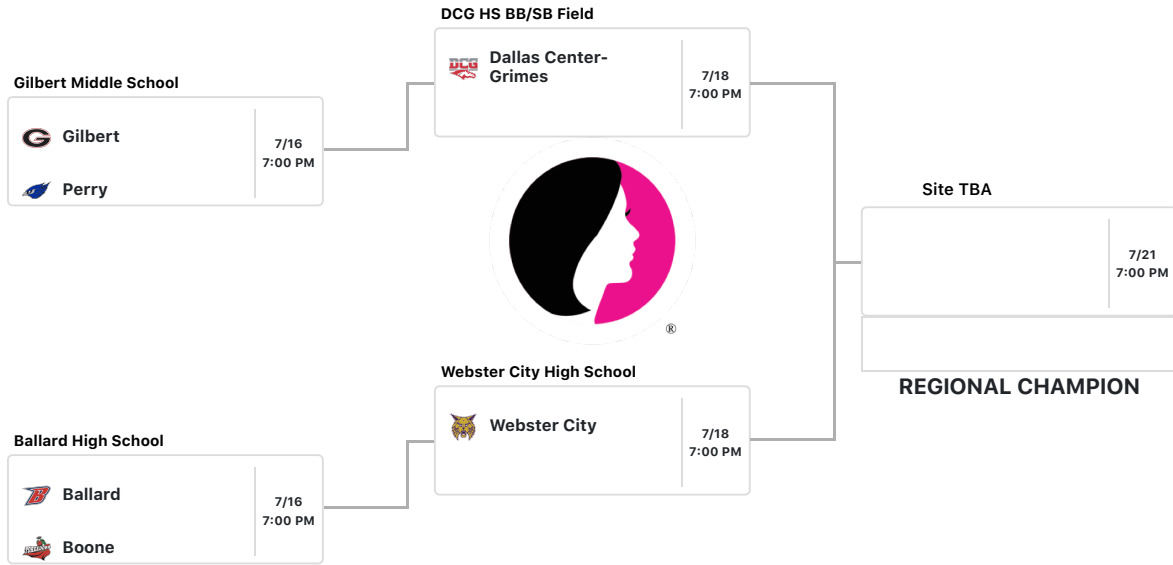 DCG HS BB/SB Field
DCG
Dallas Center-
Grimes
7/18
7:00 PM
Gilbert Middle School
G
Gilbert
7/16
7:00 PM
Perry
Site TBA
7/21
7:00 PM
®
REGIONAL CHAMPION
Webster City High School
Webster City
7/18
7:00 PM
Ballard High School
B
Ballard
7/16
7:00 PM
Boone